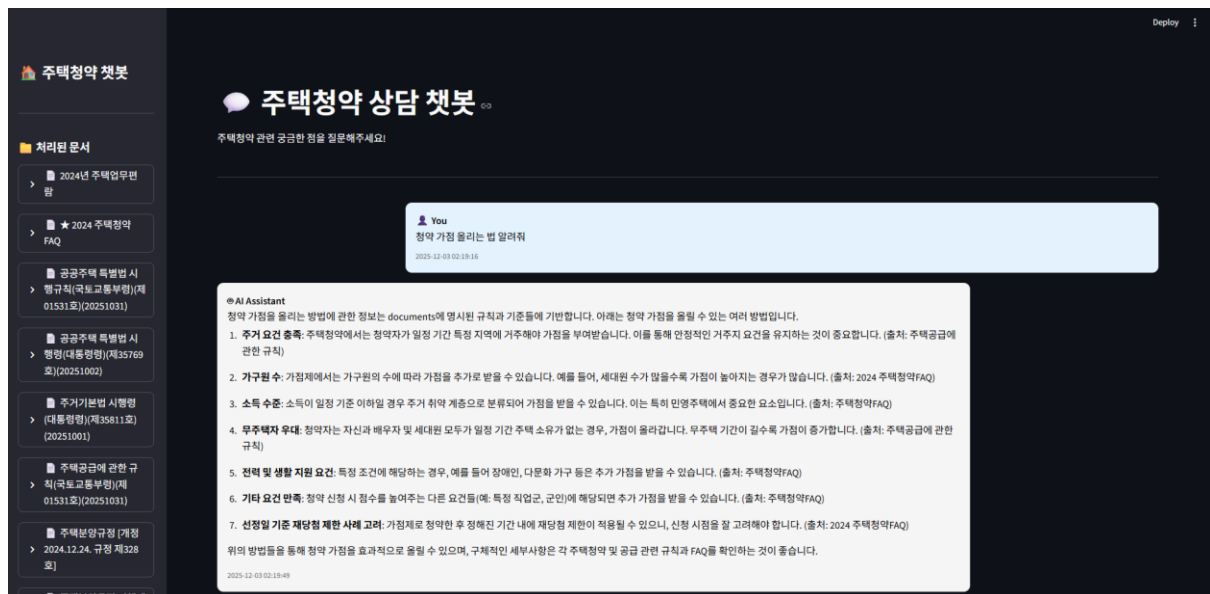 Deploy
🏠 주택청약 챗봇
📁 처리된 문서
📄 2024년 주택업무편
람
📄 ★ 2024 주택청약
FAQ
📄 공공주택 특별법 시
행규칙(국토교통부령)(제
01531호)(20251031)
📄 공공주택 특별법 시
행령(대통령령)(제35769
호)(20251002)
📄 주거기본법 시행령
(대통령령)(제35811호)
(20251001)
📄 주택공급에 관한 규
칙(국토교통부령)(제
01531호)(20251031)
📄 주택분양규정 [개정
2024.12.24. 규정 제328
호]
💬 주택청약 상담 챗봇
주택청약 관련 궁금한 점을 질문해주세요!
👤 You
청약 가점 올리는 법 알려줘
2025-12-03 02:19:16
AI Assistant
청약 가점을 올리는 방법에 관한 정보는 documents에 명시된 규칙과 기준들에 기반합니다. 아래는 청약 가점을 올릴 수 있는 여러 방법입니다.
1. 주거 요건 충족: 주택청약에서는 청약자가 일정 기간 특정 지역에 거주해야 가점을 부여받습니다. 이를 통해 안정적인 거주지 요건을 유지하는 것이 중요합니다. (출처: 주택공급에
관한 규칙)
2. 가구원 수: 가점제에서는 가구원의 수에 따라 가점을 추가로 받을 수 있습니다. 예를 들어, 세대원 수가 많을수록 가점이 높아지는 경우가 많습니다. (출처: 2024 주택청약FAQ)
3. 소득 수준: 소득이 일정 기준 이하일 경우 주거 취약 계층으로 분류되어 가점을 받을 수 있습니다. 이는 특히 민영주택에서 중요한 요소입니다. (출처: 주택청약FAQ)
4. 무주택자 우대: 청약자는 자신과 배우자 및 세대원 모두가 일정 기간 주택 소유가 없는 경우, 가점이 올라갑니다. 무주택 기간이 길수록 가점이 증가합니다. (출처: 주택공급에 관한
규칙)
5. 전력 및 생활 지원 요건: 특정 조건에 해당하는 경우, 예를 들어 장애인, 다문화 가구 등은 추가 가점을 받을 수 있습니다. (출처: 주택청약FAQ)
6. 기타 요건 만족: 청약 신청 시 점수를 높여주는 다른 요건들(예: 특정 직업군, 군인)에 해당되면 추가 가점을 받을 수 있습니다. (출처: 주택청약FAQ)
7. 선정일 기준 재당첨 제한 사례 고려: 가점제로 청약한 후 정해진 기간 내에 재당첨 제한이 적용될 수 있으니, 신청 시점을 잘 고려해야 합니다. (출처: 2024 주택청약FAQ)
위의 방법들을 통해 청약 가점을 효과적으로 올릴 수 있으며, 구체적인 세부사항은 각 주택청약 및 공급 관련 규칙과 FAQ를 확인하는 것이 좋습니다.
2025-12-03 02:19:49